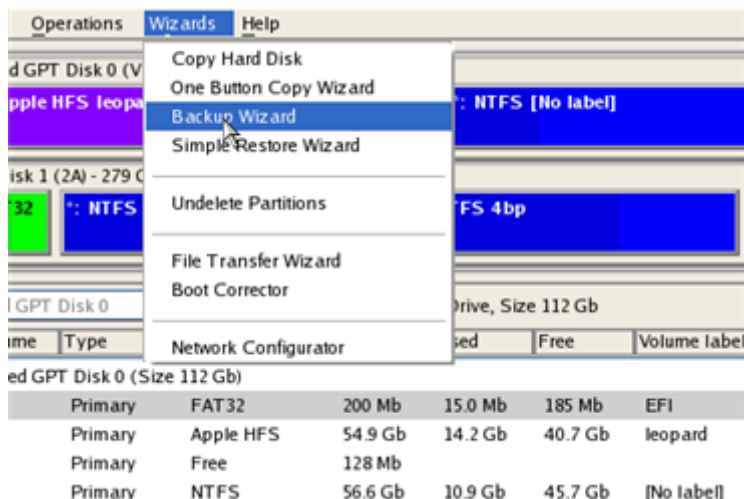 Operations Wizards Help
d GPT Disk 0 (V
Copy Hard Disk
One Button Copy Wizard
pple HFS leopa
*: NTFS [No label]
Backup Wizard
Simple Restore Wizard
isk 1 (2A) - 279 G
32 *: NTFS
Undelete Partitions
FS 4bp
File Transfer Wizard
Boot Corrector
GPT Disk 0
Drive, Size 112 Gb
Network Configurator
me Type sed Free Volume label
ed GPT Disk 0 (Size 112 Gb)
Primary FAT32 200 Mb 15.0 Mb 185 Mb EFI
Primary Apple HFS 54.9 Gb 14.2 Gb 40.7 Gb leopard
Primary Free 128 Mb
Primary NTFS 56.6 Gb 10.9 Gb 45.7 Gb [No label]